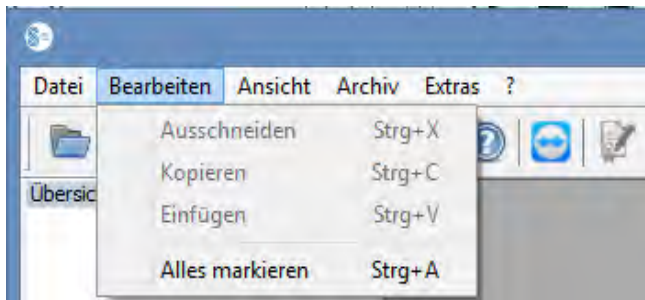 Datei Bearbeiten Ansicht Archiv Extras ?
Ausschneiden Strg+X
Kopieren Strg+C
Übersic
Einfügen Strg+V
Alles markieren Strg+A